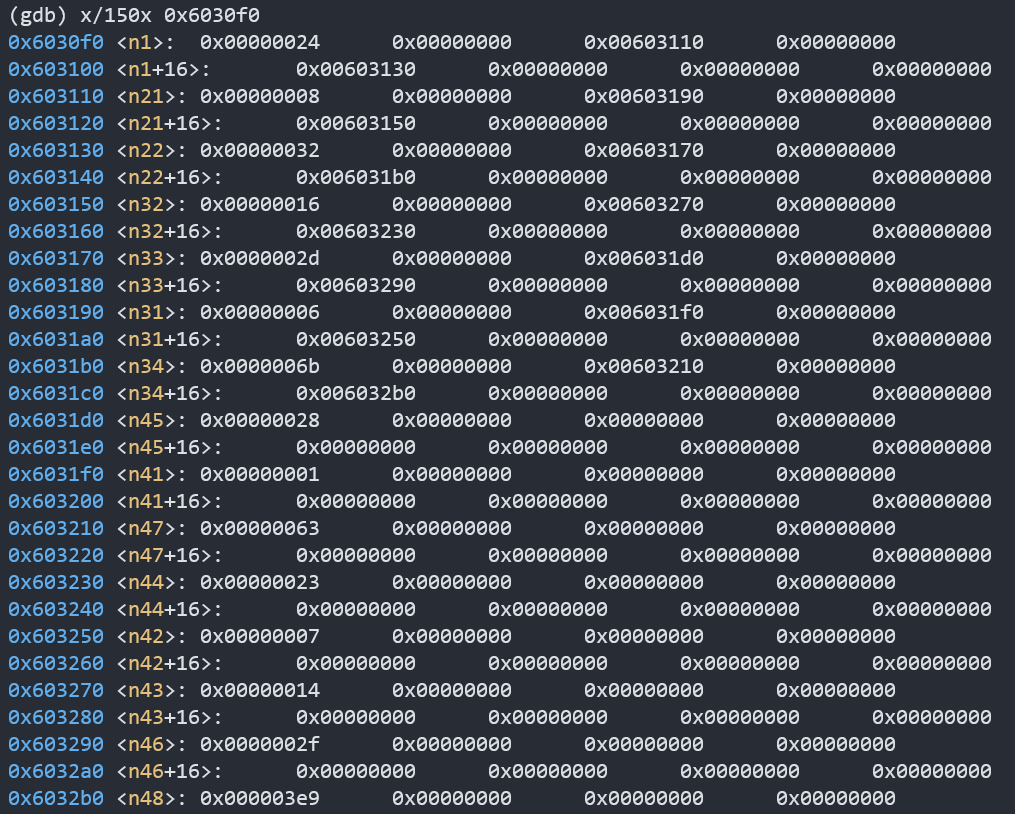 (gdb) x/150x 0x6030f0
0x6030f0 <n1>:  0x00000024      0x00000000      0x00603110      0x00000000
0x603100 <n1+16>:       0x00603130      0x00000000      0x00000000      0x00000000
0x603110 <n21>: 0x00000008      0x00000000      0x00603190      0x00000000
0x603120 <n21+16>:      0x00603150      0x00000000      0x00000000      0x00000000
0x603130 <n22>: 0x00000032      0x00000000      0x00603170      0x00000000
0x603140 <n22+16>:      0x006031b0      0x00000000      0x00000000      0x00000000
0x603150 <n32>: 0x00000016      0x00000000      0x00603270      0x00000000
0x603160 <n32+16>:      0x00603230      0x00000000      0x00000000      0x00000000
0x603170 <n33>: 0x0000002d      0x00000000      0x006031d0      0x00000000
0x603180 <n33+16>:      0x00603290      0x00000000      0x00000000      0x00000000
0x603190 <n31>: 0x00000006      0x00000000      0x006031f0      0x00000000
0x6031a0 <n31+16>:      0x00603250      0x00000000      0x00000000      0x00000000
0x6031b0 <n34>: 0x0000006b      0x00000000      0x00603210      0x00000000
0x6031c0 <n34+16>:      0x006032b0      0x00000000      0x00000000      0x00000000
0x6031d0 <n45>: 0x00000028      0x00000000      0x00000000      0x00000000
0x6031e0 <n45+16>:      0x00000000      0x00000000      0x00000000      0x00000000
0x6031f0 <n41>: 0x00000001      0x00000000      0x00000000      0x00000000
0x603200 <n41+16>:      0x00000000      0x00000000      0x00000000      0x00000000
0x603210 <n47>: 0x00000063      0x00000000      0x00000000      0x00000000
0x603220 <n47+16>:      0x00000000      0x00000000      0x00000000      0x00000000
0x603230 <n44>: 0x00000023      0x00000000      0x00000000      0x00000000
0x603240 <n44+16>:      0x00000000      0x00000000      0x00000000      0x00000000
0x603250 <n42>: 0x00000007      0x00000000      0x00000000      0x00000000
0x603260 <n42+16>:      0x00000000      0x00000000      0x00000000      0x00000000
0x603270 <n43>: 0x00000014      0x00000000      0x00000000      0x00000000
0x603280 <n43+16>:      0x00000000      0x00000000      0x00000000      0x00000000
0x603290 <n46>: 0x0000002f      0x00000000      0x00000000      0x00000000
0x6032a0 <n46+16>:      0x00000000      0x00000000      0x00000000      0x00000000
0x6032b0 <n48>: 0x000003e9      0x00000000      0x00000000      0x00000000